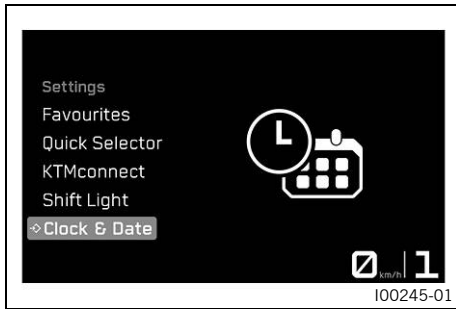 Settings
Favourites
Quick Selector
KTMconnect
Shift Light
Clock & Date
0 km/h 1
I00245-01